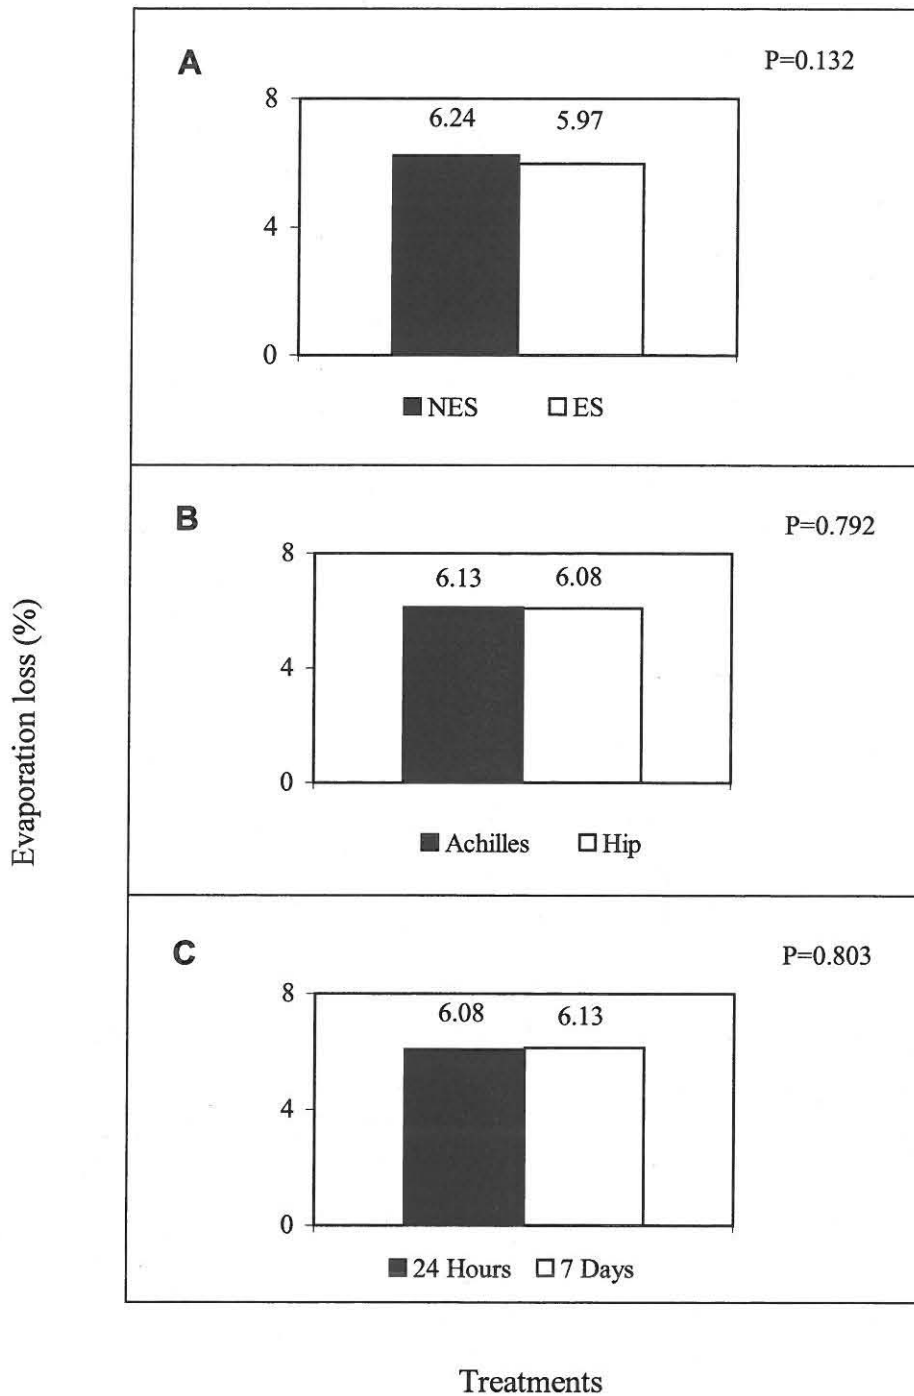 A
P=0.132
8
6.24
5.97
4
0
NES
ES
B
P=0.792
8
6.13
6.08
4
0
Achilles
Hip
Evaporation loss (%)
C
P=0.803
8
6.08
6.13
4
0
24 Hours
7 Days
Treatments